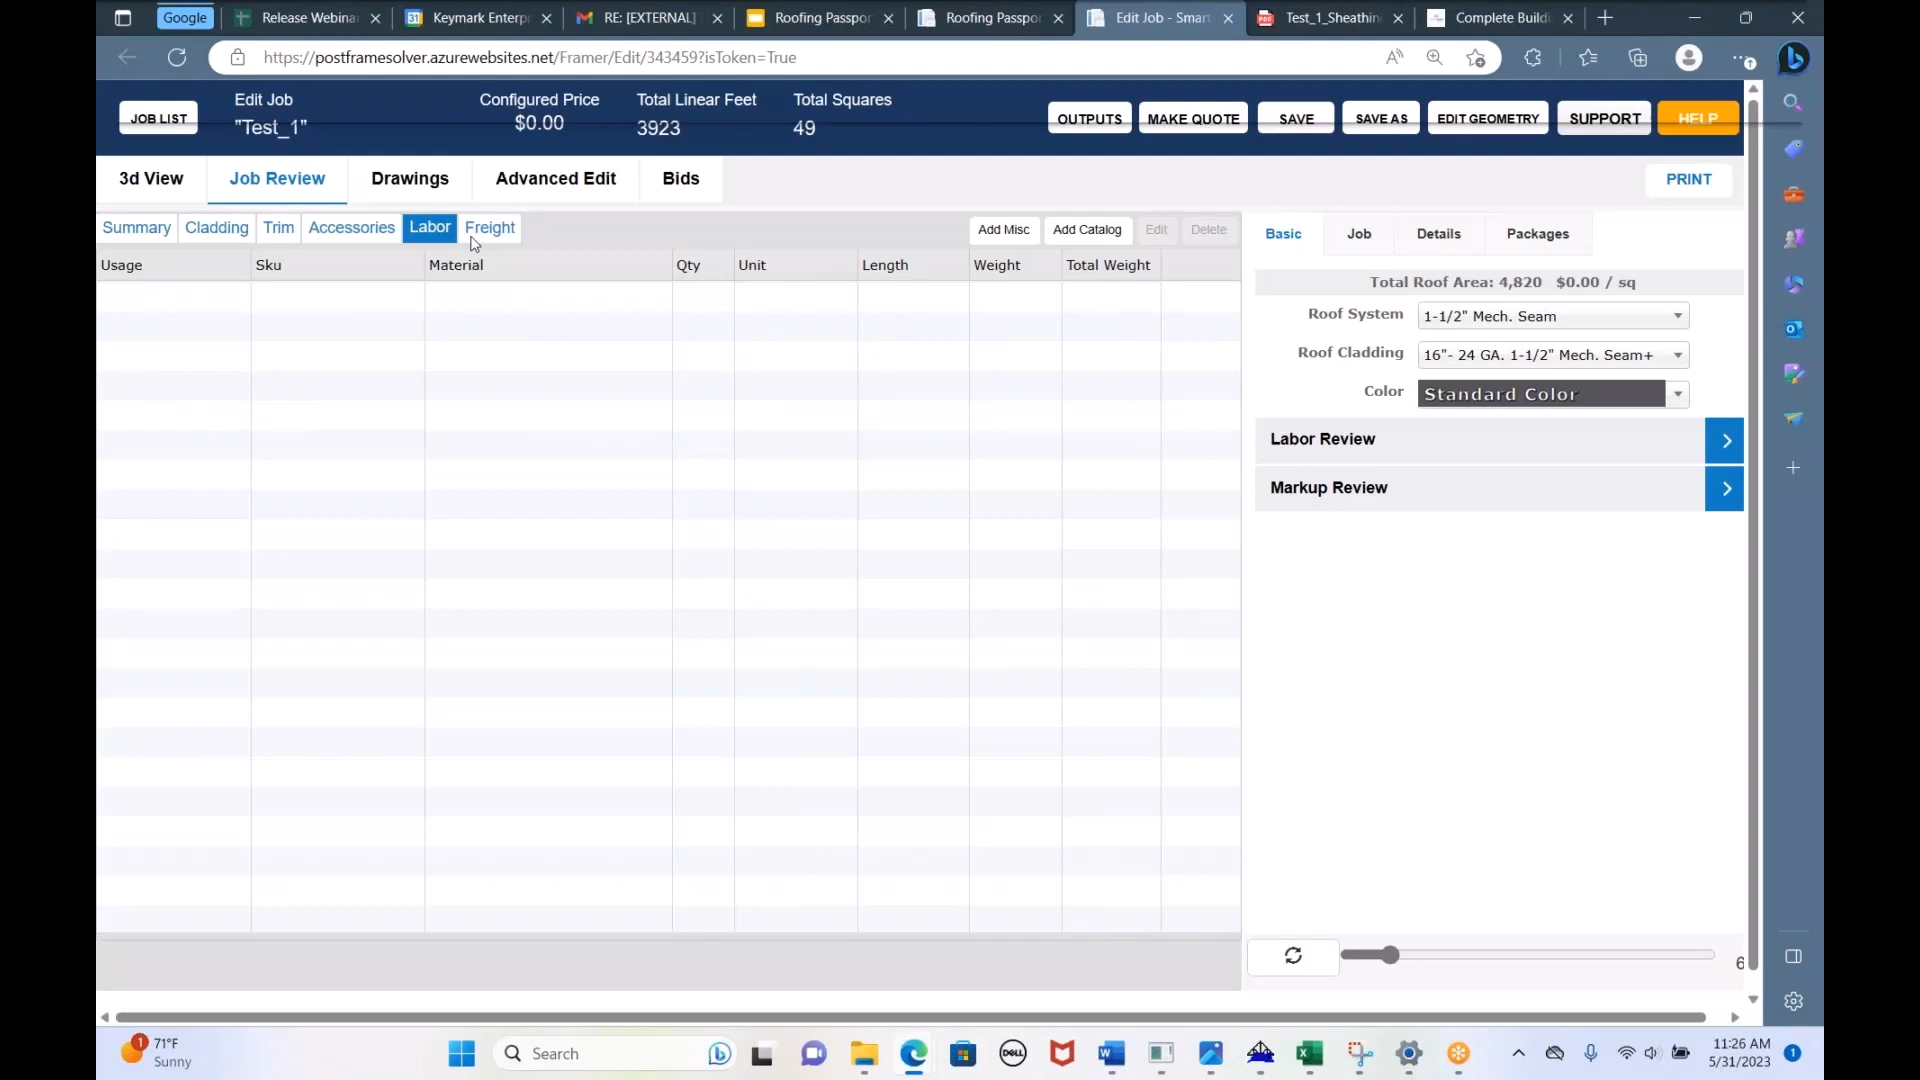 Google
Release Webina
Keymark Enterp
RE: [EXTERNAL]
Roofing Passpor
Roofing Passpo
Edit Job - Smart
Test_1_Sheathin
Complete Buildi
https://postframesolver.azurewebsites.net/Framer/Edit/343459?isToken=True
JOB LIST
Edit Job
"Test_1"
Configured Price
$0.00
Total Linear Feet
3923
Total Squares
49
OUTPUTS
MAKE QUOTE
SAVE
SAVE AS
EDIT GEOMETRY
SUPPORT
HELP
3d View
Job Review
Drawings
Advanced Edit
Bids
PRINT
Summary
Cladding
Trim
Accessories
Labor
Freight
Add Misc
Add Catalog
Edit
Delete
Usage
Sku
Material
Qty
Unit
Length
Weight
Total Weight
Basic
Job
Details
Packages
Total Roof Area: 4,820 $0.00 / sq
Roof System
1-1/2" Mech. Seam
Roof Cladding
16"- 24 GA. 1-1/2" Mech. Seam+
Color
Standard Color
Labor Review
Markup Review
6
1
71°F
Sunny
Search
DELL
11:26 AM
5/31/2023
1